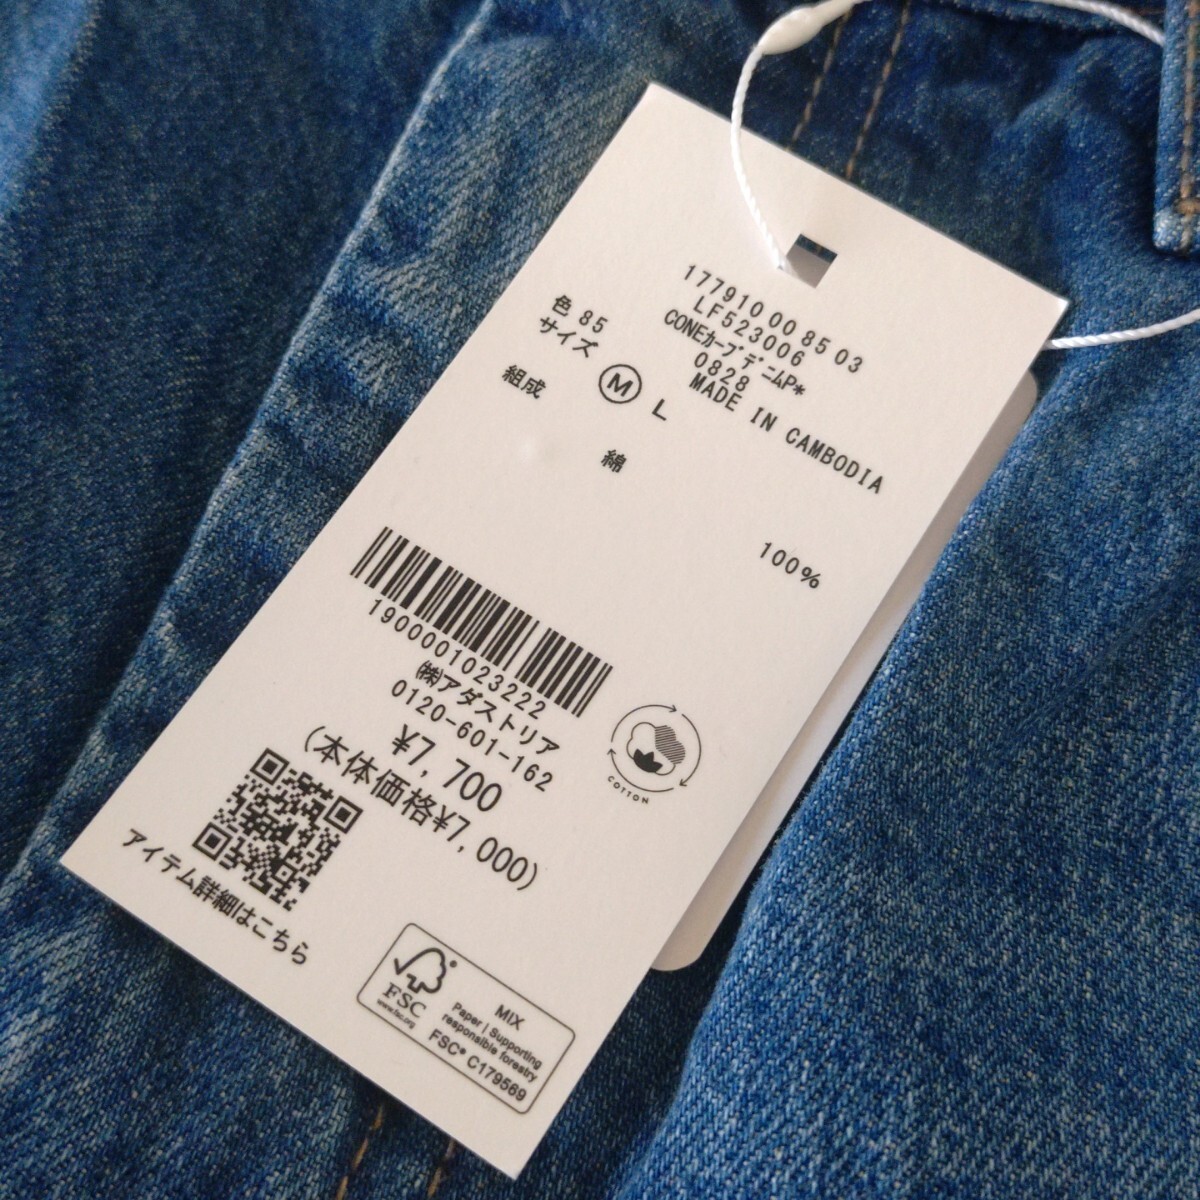 177910 00 85 03
LF523006
CONEカーブデニムP*
0828
MADE IN CAMBODIA
色 85
サイズ Ⓜ L
組成
綿 100%
1900001023222
㈱アダストリア
0120-601-162
¥7,700
(本体価格¥7,000)
COTTON
アイテム詳細はこちら
FSC
www.fsc.org
MIX
Paper | Supporting
responsible forestry
FSC® C179569